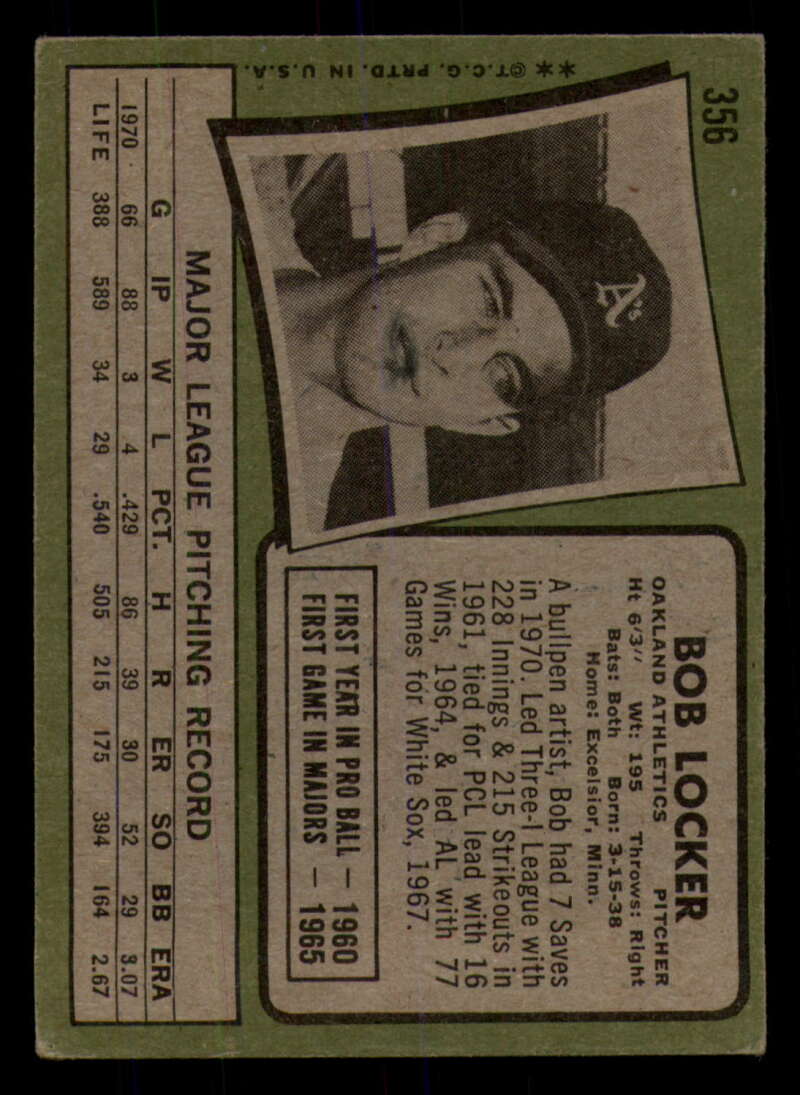 356
**©T.C.G. PRTD. IN U.S.A.
A's
BOB LOCKER
OAKLAND ATHLETICS PITCHER
Ht 6'3" Wt: 195 Throws: Right
Bats: Both Born: 3-15-38
Home: Excelsior, Minn.
A bullpen artist, Bob had 7 Saves
in 1970. Led Three-I League with
228 Innings & 215 Strikeouts in
1961, tied for PCL lead with 16
Wins, 1964, & led AL with 77
Games for White Sox, 1967.
FIRST YEAR IN PRO BALL — 1960
FIRST GAME IN MAJORS — 1965
MAJOR LEAGUE PITCHING RECORD
G IP W L PCT. H R ER SO BB ERA
1970 66 88 3 4 .429 86 39 30 52 29 3.07
LIFE 388 589 34 29 .540 505 215 175 394 164 2.67